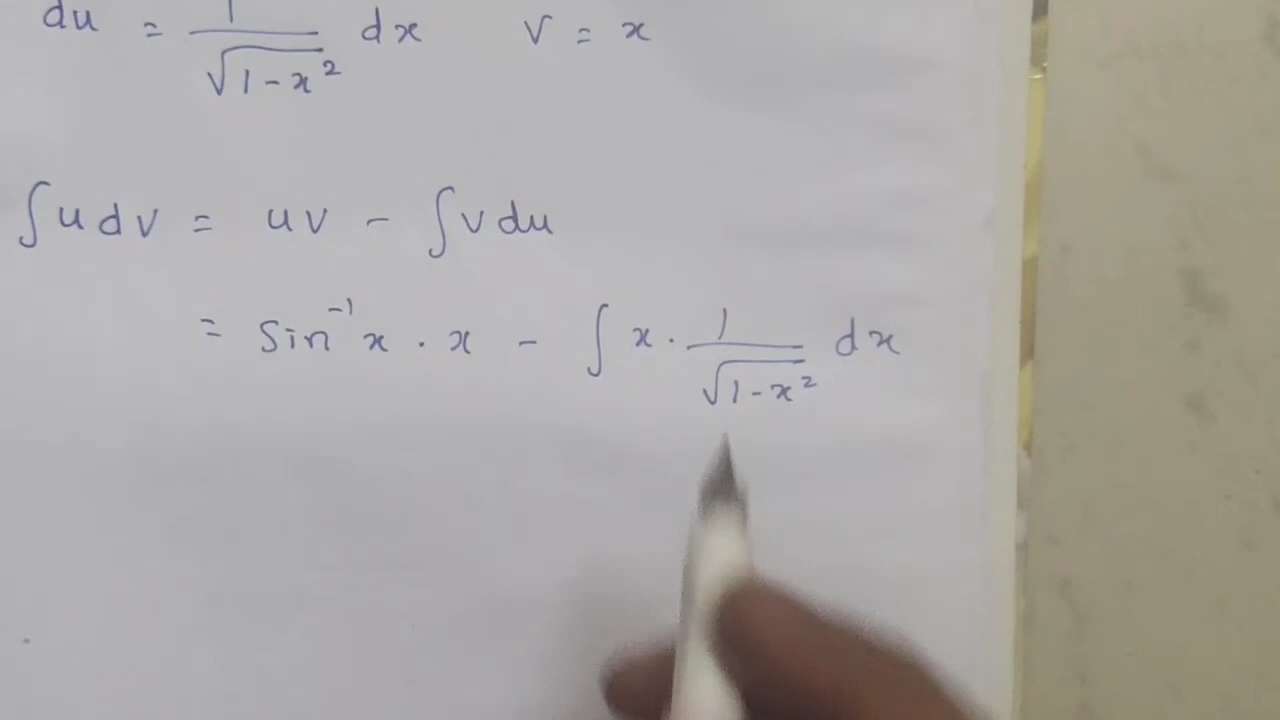 du = 1/√(1-x²) dx    v = x
∫u dv = uv - ∫v du
= Sin⁻¹x · x - ∫ x · 1/√(1-x²) dx